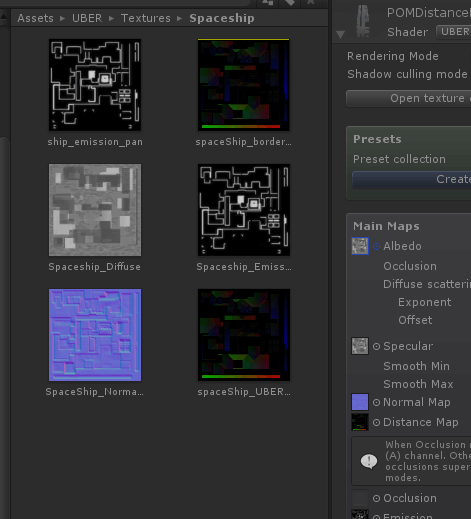 Assets ▸ UBER ▸ Textures ▸ Spaceship
ship_emission_pan
spaceShip_border...
Spaceship_Diffuse
Spaceship_Emiss...
SpaceShip_Norma...
spaceShip_UBER...
POMDistance
Shader UBER
Rendering Mode
Shadow culling mode
Open texture
Presets
Preset collection
Create
Main Maps
Albedo
Occlusion
Diffuse scatterin
Exponent
Offset
Specular
Smooth Min
Smooth Max
Normal Map
Distance Map
When Occlusion
(A) channel. Othe
occlusions super
modes.
Occlusion
Emission